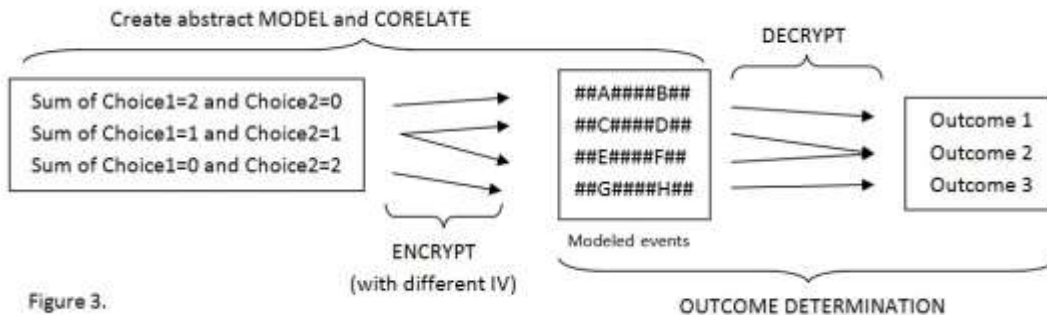 Create abstract MODEL and CORELATE
DECRYPT
Sum of Choice1=2 and Choice2=0
Sum of Choice1=1 and Choice2=1
Sum of Choice1=0 and Choice2=2
##A####B##
##C####D##
##E####F##
##G####H##
Outcome 1
Outcome 2
Outcome 3
Modeled events
ENCRYPT
(with different IV)
OUTCOME DETERMINATION
Figure 3.